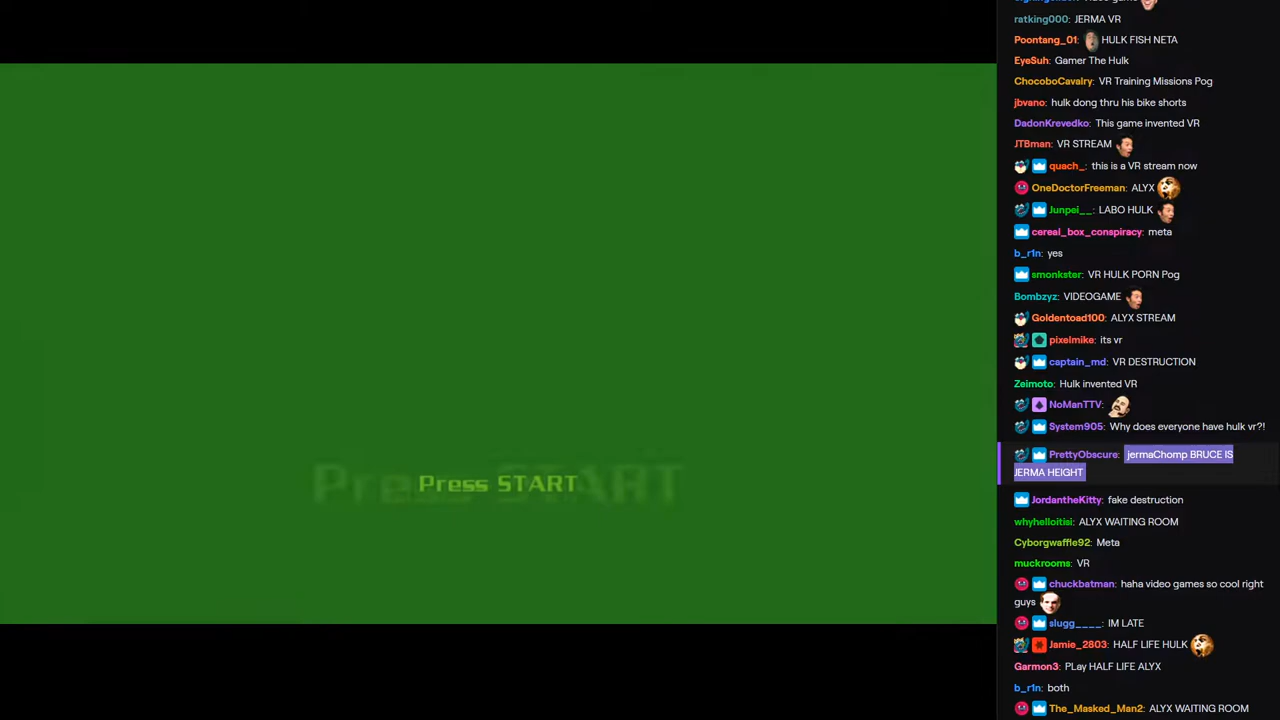 Press START
ratking000: JERMA VR
Poontang_01: HULK FISH NETA
EyeSuh: Gamer The Hulk
ChocoboCavalry: VR Training Missions Pog
jbvano: hulk dong thru his bike shorts
DadonKrevedko: This game invented VR
JTBman: VR STREAM
quach_: this is a VR stream now
OneDoctorFreeman: ALYX
Junpei__: LABO HULK
cereal_box_conspiracy: meta
b_r1n: yes
smonkster: VR HULK PORN Pog
Bombzyz: VIDEOGAME
Goldentoad100: ALYX STREAM
pixelmike: its vr
captain_md: VR DESTRUCTION
Zeimoto: Hulk invented VR
NoManTTV:
System905: Why does everyone have hulk vr?!
PrettyObscure: jermaChomp BRUCE IS
JERMA HEIGHT
JordantheKitty: fake destruction
whyhelloitisi: ALYX WAITING ROOM
Cyborgwaffle92: Meta
muckrooms: VR
chuckbatman: haha video games so cool right
guys
slugg____: IM LATE
Jamie_2803: HALF LIFE HULK
Garmon3: PLay HALF LIFE ALYX
b_r1n: both
The_Masked_Man2: ALYX WAITING ROOM